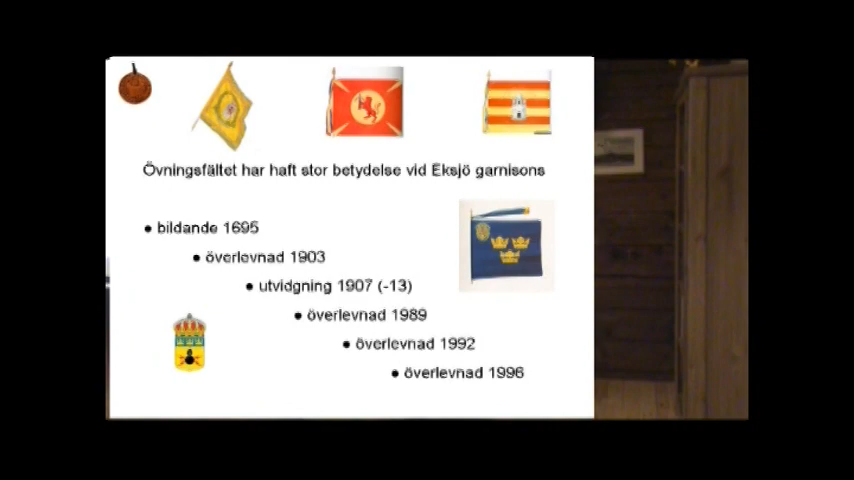 Övningsfältet har haft stor betydelse vid Eksjö garnisons
• bildande 1695
• överlevnad 1903
• utvidgning 1907 (-13)
• överlevnad 1989
• överlevnad 1992
• överlevnad 1996